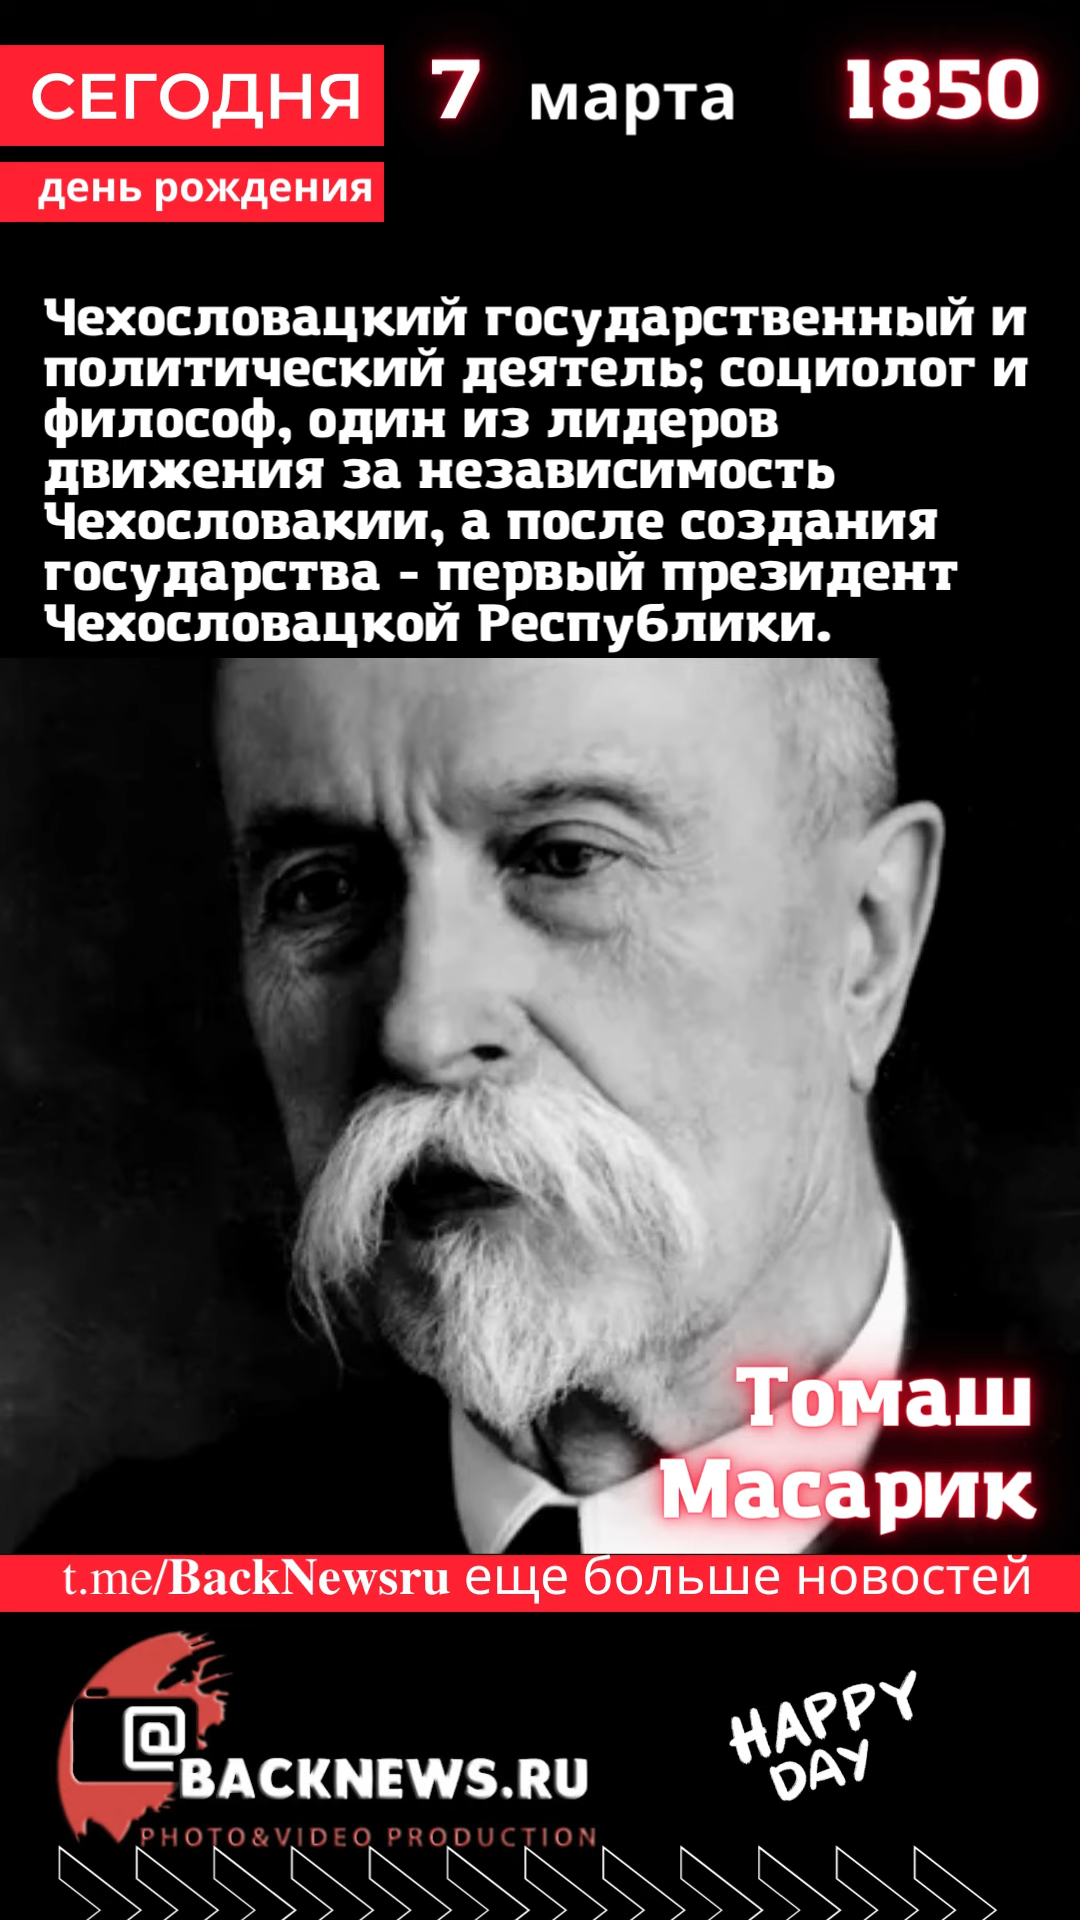 СЕГОДНЯ
7 марта 1850
день рождения
Чехословацкий государственный и
политический деятель; социолог и
философ, один из лидеров
движения за независимость
Чехословакии, а после создания
государства - первый президент
Чехословацкой Республики.
Томаш
Масарик
t.me/BackNewsru еще больше новостей
@
BACKNEWS.RU
PHOTO&VIDEO PRODUCTION
HAPPY
DAY